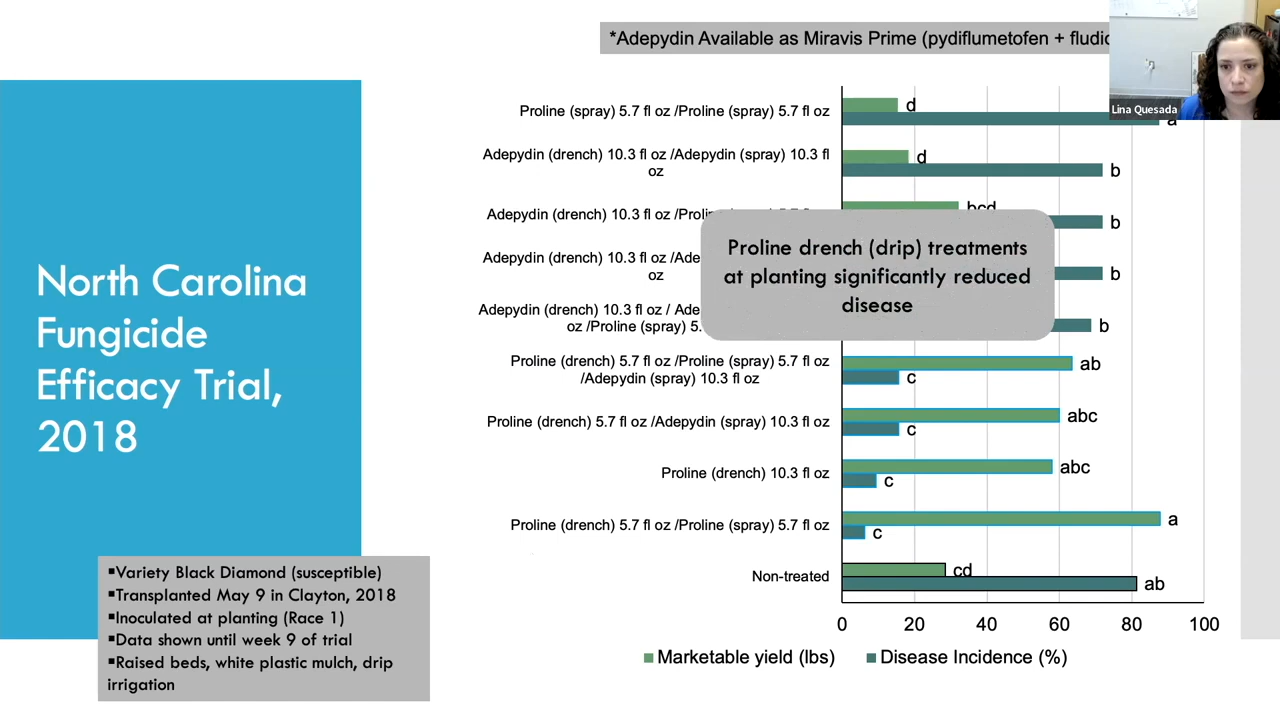 *Adepydin Available as Miravis Prime (pydiflumetofen +
Lina Quesada
North Carolina
Fungicide
Efficacy Trial,
2018
▪Variety Black Diamond (susceptible)
▪Transplanted May 9 in Clayton, 2018
▪Inoculated at planting (Race 1)
▪Data shown until week 9 of trial
▪Raised beds, white plastic mulch, drip
irrigation
Proline (spray) 5.7 fl oz /Proline (spray) 5.7 fl oz
d
a
Adepydin (drench) 10.3 fl oz /Adepydin (spray) 10.3 fl
oz
d
b
Adepydin (drench) 10.3 fl oz
bcd
b
Adepydin (drench) 10.3 fl oz
oz
b
Adepydin (drench) 10.3 fl oz /
oz /Proline (spray)
b
Proline drench (drip) treatments
at planting significantly reduced
disease
Proline (drench) 5.7 fl oz /Proline (spray) 5.7 fl oz
/Adepydin (spray) 10.3 fl oz
ab
c
Proline (drench) 5.7 fl oz /Adepydin (spray) 10.3 fl oz
abc
c
Proline (drench) 10.3 fl oz
abc
c
Proline (drench) 5.7 fl oz /Proline (spray) 5.7 fl oz
a
c
Non-treated
cd
ab
0 20 40 60 80 100
Marketable yield (lbs) Disease Incidence (%)